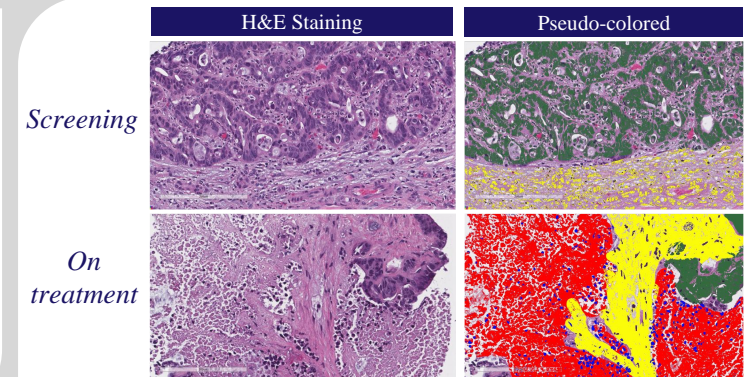 H&E Staining
Pseudo-colored
Screening
On
treatment